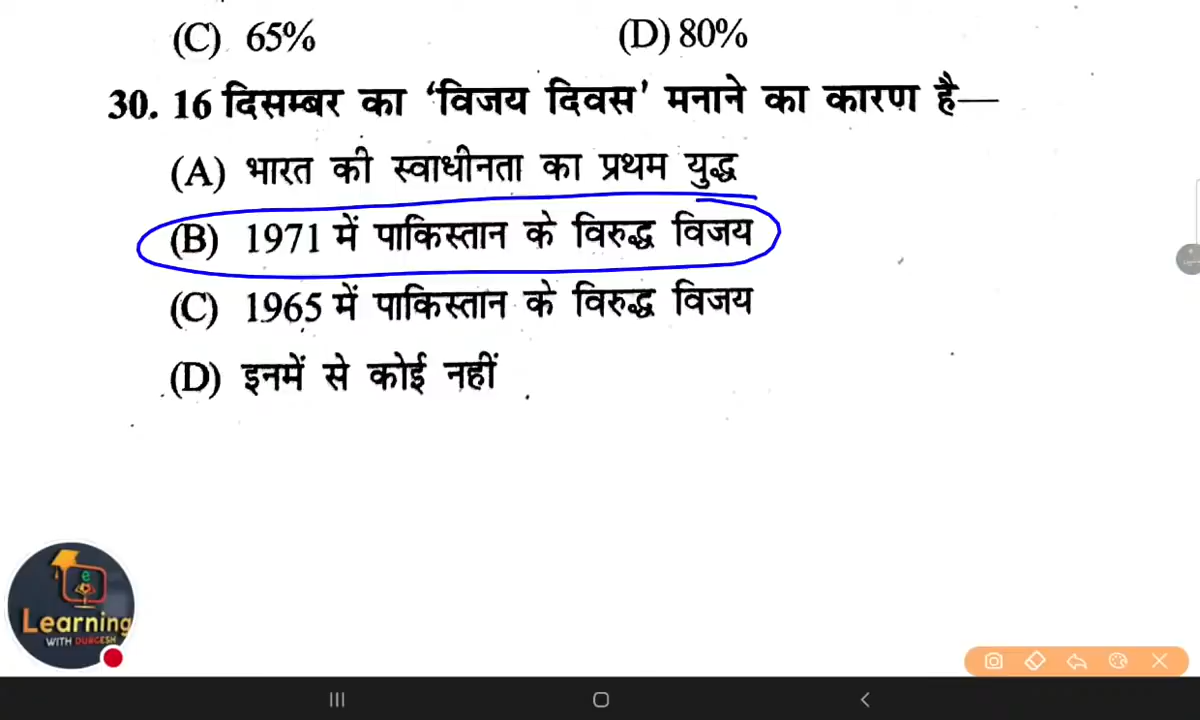 (C) 65% (D) 80%
30. 16 दिसम्बर का ‘विजय दिवस’ मनाने का कारण है—
(A) भारत की स्वाधीनता का प्रथम युद्ध
(B) 1971 में पाकिस्तान के विरुद्ध विजय
(C) 1965 में पाकिस्तान के विरुद्ध विजय
(D) इनमें से कोई नहीं
e
Learning
WITH DURGESH